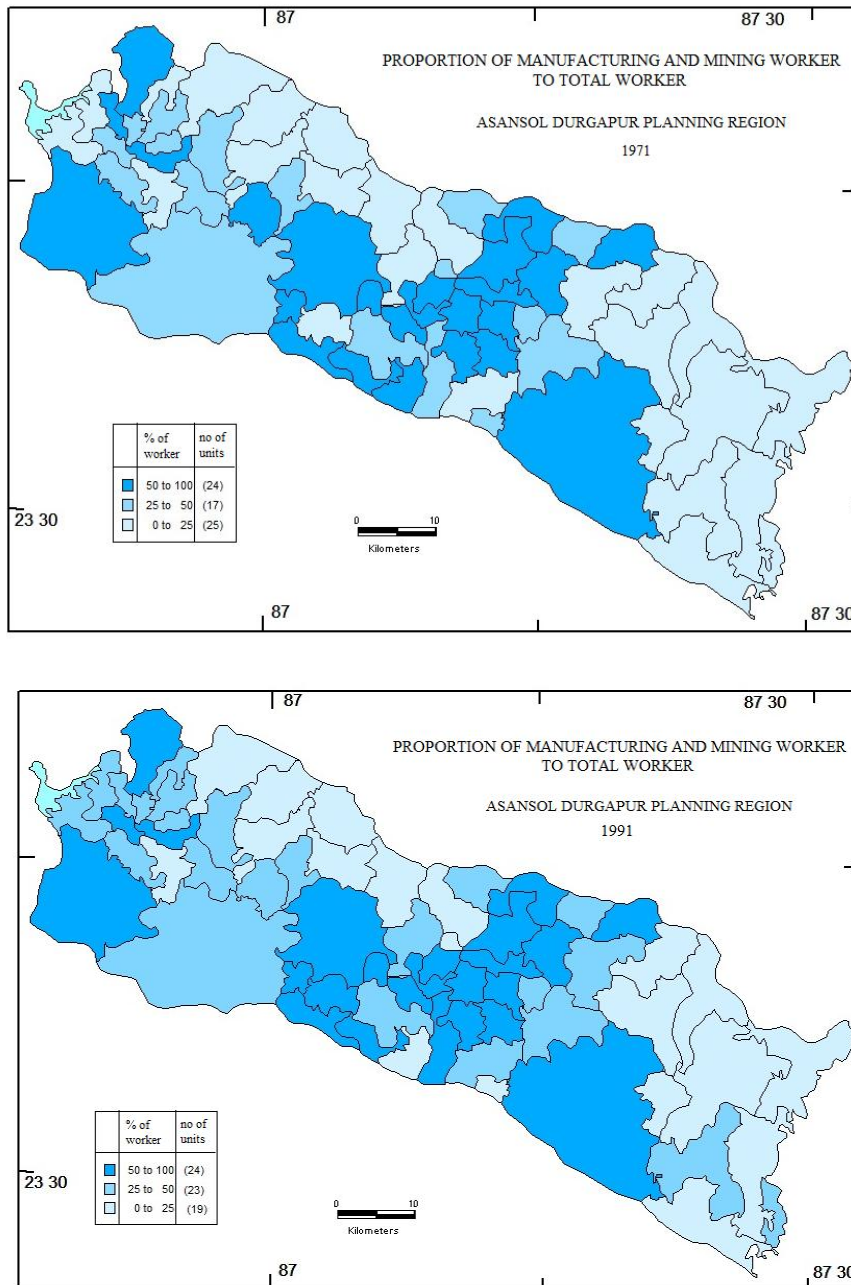 87
87 30
PROPORTION OF MANUFACTURING AND MINING WORKER
TO TOTAL WORKER
ASANSOL DURGAPUR PLANNING REGION
1971
% of worker no of units
50 to 100 (24)
25 to 50 (17)
0 to 25 (25)
23 30
0 10
Kilometers
87
87 30
87
87 30
PROPORTION OF MANUFACTURING AND MINING WORKER
TO TOTAL WORKER
ASANSOL DURGAPUR PLANNING REGION
1991
% of worker no of units
50 to 100 (24)
25 to 50 (23)
0 to 25 (19)
23 30
0 10
Kilometers
87
87 30